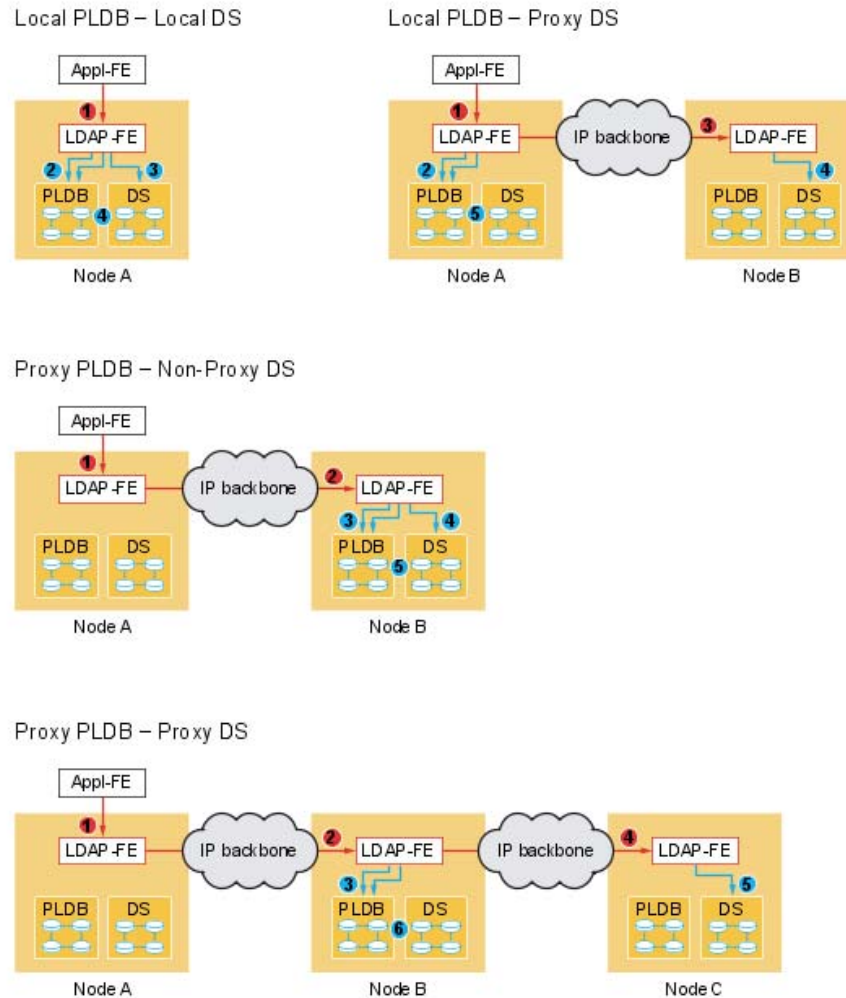 Local PLDB – Local DS
Appl-FE
1
LDAP-FE
2
3
PLDB
DS
4
Node A
Local PLDB – Proxy DS
Appl-FE
1
LDAP-FE
IP backbone
3
LDAP-FE
2
4
PLDB
DS
5
PLDB
DS
Node A
Node B
Proxy PLDB – Non-Proxy DS
Appl-FE
1
LDAP-FE
IP backbone
2
LDAP-FE
3
4
PLDB
DS
PLDB
DS
5
Node A
Node B
Proxy PLDB – Proxy DS
Appl-FE
1
LDAP-FE
IP backbone
2
LDAP-FE
IP backbone
4
LDAP-FE
3
5
PLDB
DS
PLDB
DS
6
PLDB
DS
Node A
Node B
Node C